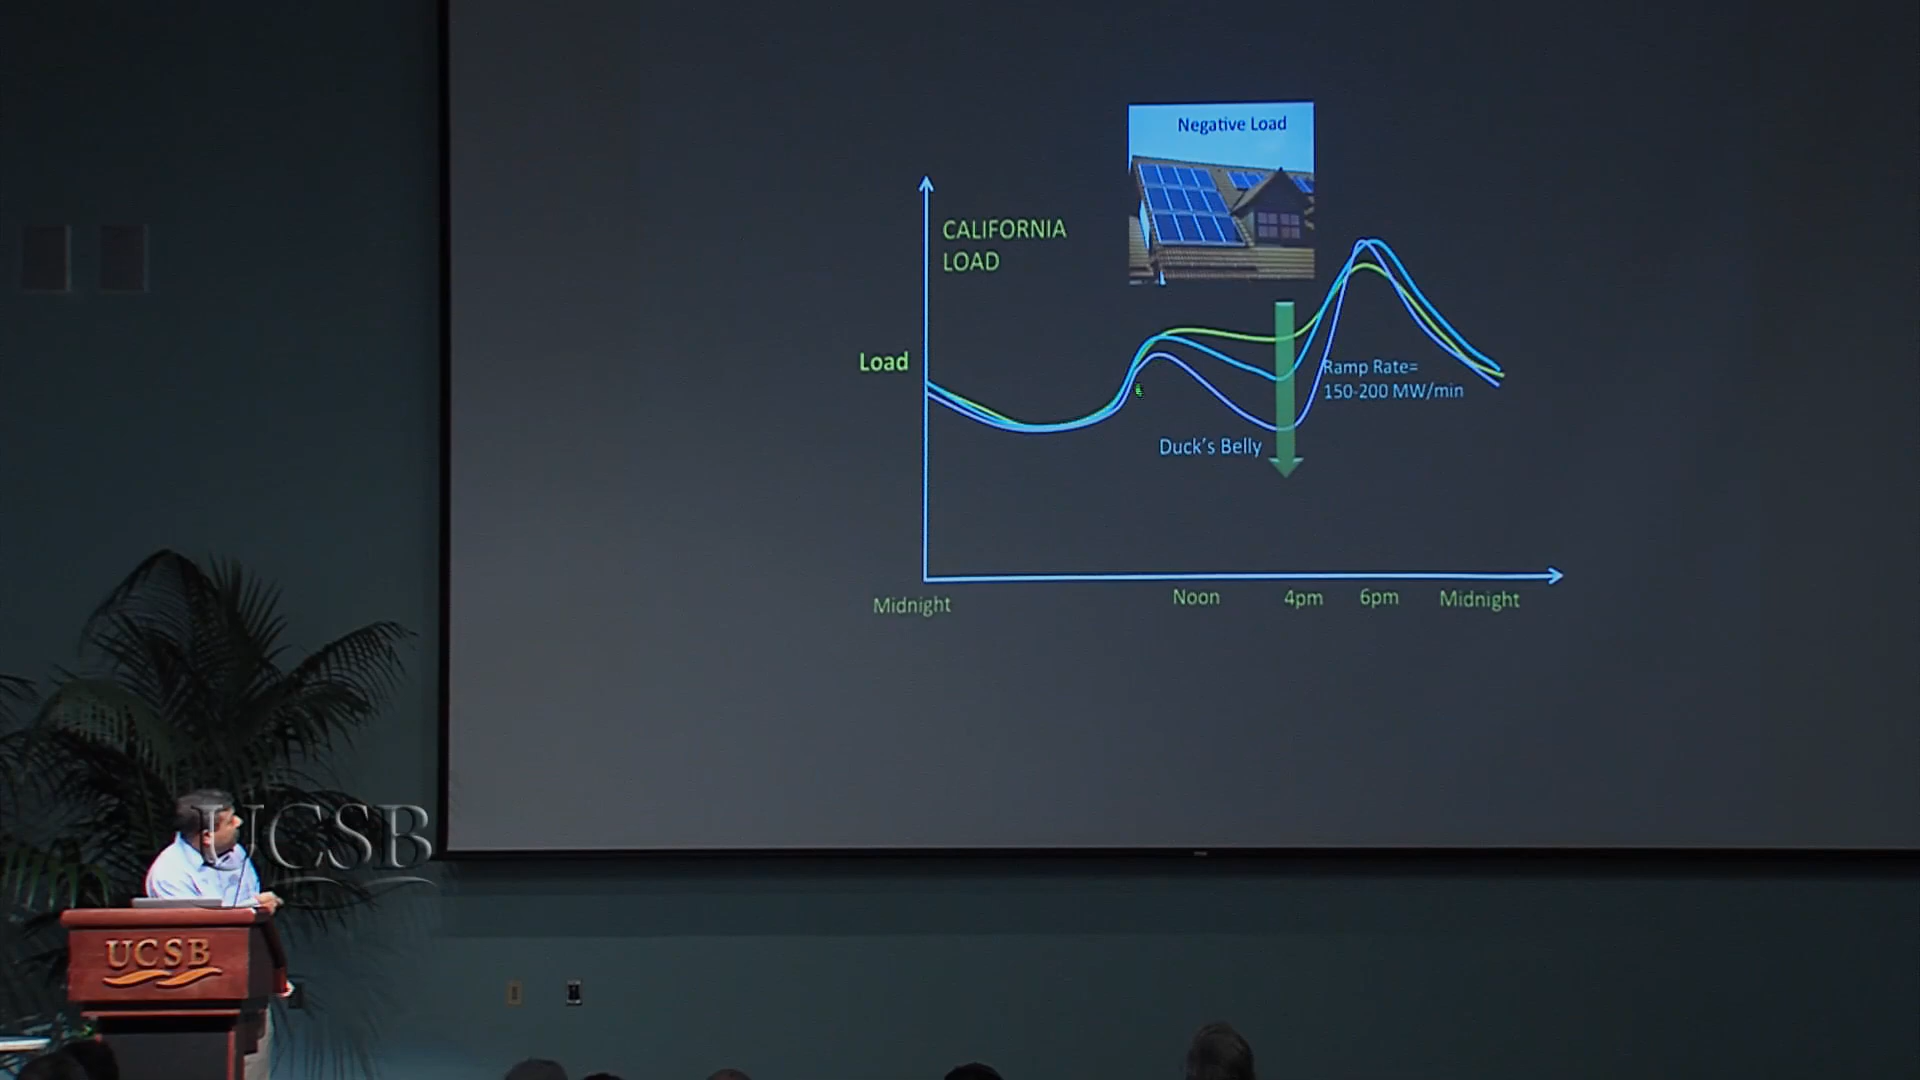 Negative Load
CALIFORNIA
LOAD
Load
Ramp Rate=
150-200 MW/min
Duck's Belly
Midnight
Noon
4pm
6pm
Midnight
UCSB
UCSB